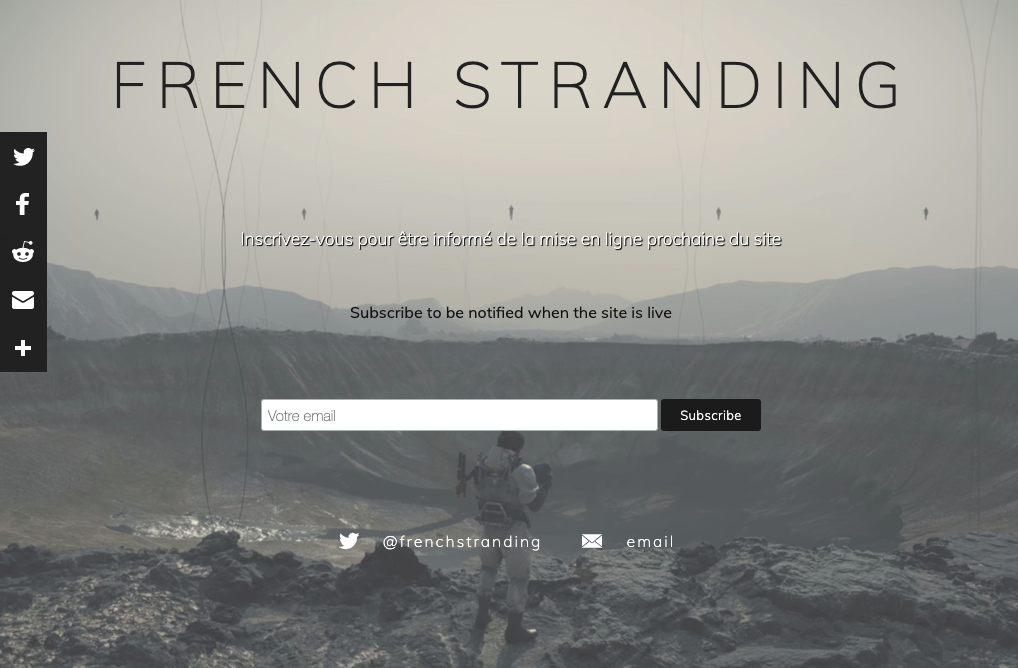 FRENCH STRANDING
Inscrivez-vous pour être informé de la mise en ligne prochaine du site
Subscribe to be notified when the site is live
Votre email Subscribe
@frenchstranding email